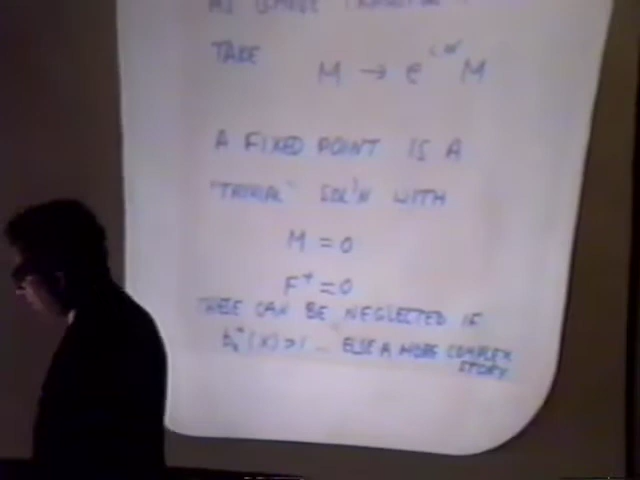 TAKE
M → e^{iα} M
A FIXED POINT IS A
"TRIVIAL" SOL'N WITH
M = 0
F⁺ = 0
THESE CAN BE NEGLECTED IF
b₂⁺(X) > 1 ... ELSE A MORE COMPLEX
STORY